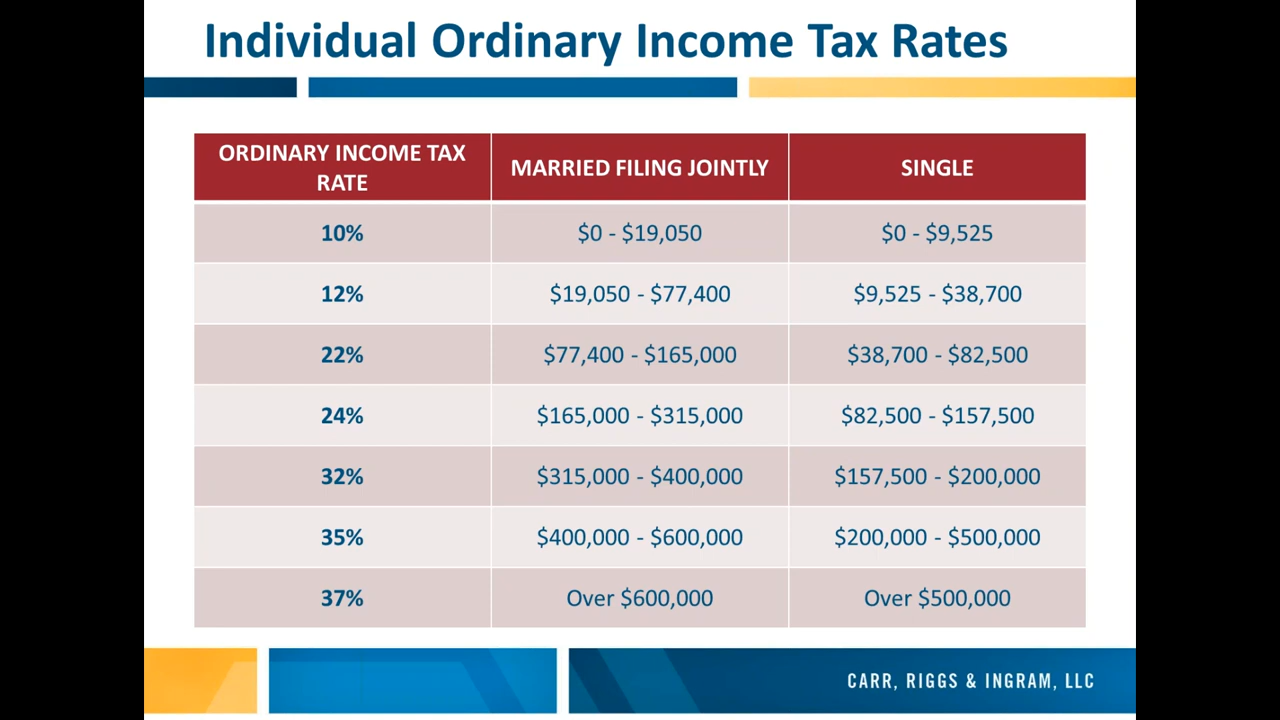 Individual Ordinary Income Tax Rates
ORDINARY INCOME TAX
RATE
MARRIED FILING JOINTLY
SINGLE
10% $0 - $19,050 $0 - $9,525
12% $19,050 - $77,400 $9,525 - $38,700
22% $77,400 - $165,000 $38,700 - $82,500
24% $165,000 - $315,000 $82,500 - $157,500
32% $315,000 - $400,000 $157,500 - $200,000
35% $400,000 - $600,000 $200,000 - $500,000
37% Over $600,000 Over $500,000
CARR, RIGGS & INGRAM, LLC